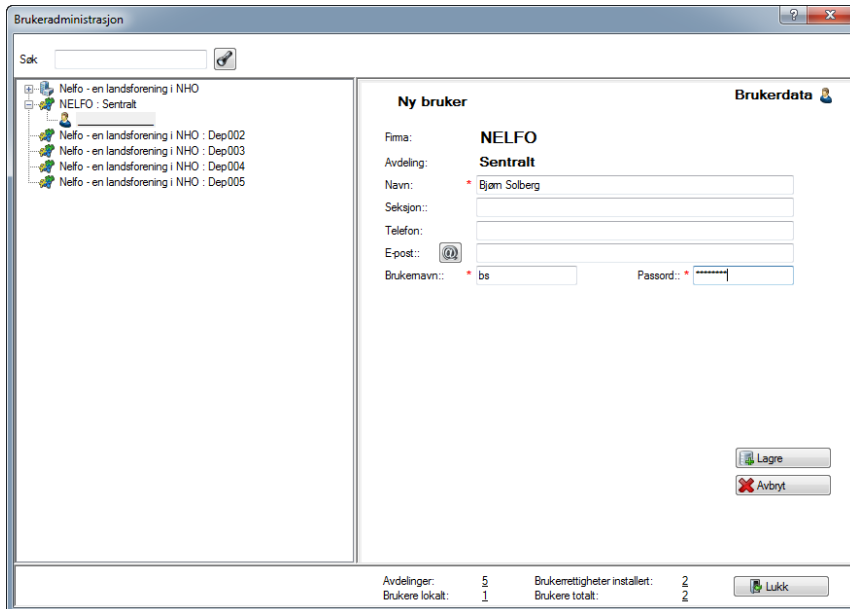 Brukeradministrasjon
Søk
Nelfo - en landsforening i NHO
NELFO : Sentralt
Nelfo - en landsforening i NHO : Dep002
Nelfo - en landsforening i NHO : Dep003
Nelfo - en landsforening i NHO : Dep004
Nelfo - en landsforening i NHO : Dep005
Ny bruker
Brukerdata
Firma: NELFO
Avdeling: Sentralt
Navn: * Bjørn Solberg
Seksjon::
Telefon:
E-post:: @
Brukernavn:: * bs Passord:: * ********
Lagre
Avbryt
Avdelinger: 5 Brukerrettigheter installert: 2
Brukere lokalt: 1 Brukere totalt: 2
Lukk